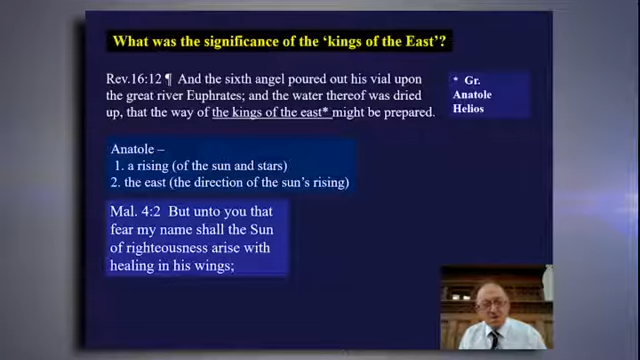 What was the significance of the ‘kings of the East’?
Rev.16:12 ¶ And the sixth angel poured out his vial upon
the great river Euphrates; and the water thereof was dried
up, that the way of the kings of the east* might be prepared.
* Gr.
Anatole
Helios
Anatole –
1. a rising (of the sun and stars)
2. the east (the direction of the sun’s rising)
Mal. 4:2 But unto you that
fear my name shall the Sun
of righteousness arise with
healing in his wings;